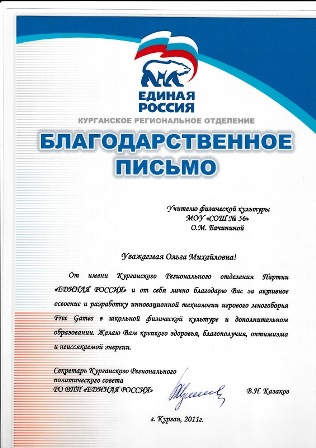 ЕДИНАЯ
РОССИЯ
КУРГАНСКОЕ РЕГИОНАЛЬНОЕ ОТДЕЛЕНИЕ
БЛАГОДАРСТВЕННОЕ
ПИСЬМО
Учителю физической культуры
МОУ «СОШ № 56»
О.М. Бачининой
Уважаемая Ольга Михайловна!
От имени Курганского Регионального отделения Партии
«ЕДИНАЯ РОССИЯ» и от себя лично благодарю Вас за активное
освоение и разработку инновационной технологии игрового многоборья
Free Games в школьной физической культуре и дополнительном
образовании. Желаю Вам крепкого здоровья, благополучия, оптимизма
и неиссякаемой энергии.
Секретарь Курганского Регионального
политического совета
РО ВПП «ЕДИНАЯ РОССИЯ»
В.Н. Казаков
г. Курган, 2011г.